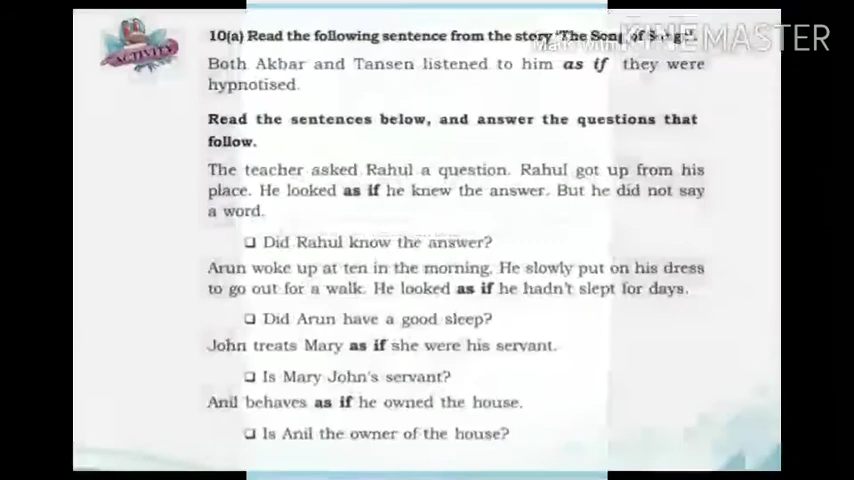 ACTIVITY
10(a) Read the following sentence from the story 'The Song of Songs'.
Made with KINEMASTER
Both Akbar and Tansen listened to him as if they were
hypnotised.
Read the sentences below, and answer the questions that
follow.
The teacher asked Rahul a question. Rahul got up from his
place. He looked as if he knew the answer. But he did not say
a word.
❑ Did Rahul know the answer?
Arun woke up at ten in the morning. He slowly put on his dress
to go out for a walk. He looked as if he hadn't slept for days.
❑ Did Arun have a good sleep?
John treats Mary as if she were his servant.
❑ Is Mary John's servant?
Anil behaves as if he owned the house.
❑ Is Anil the owner of the house?